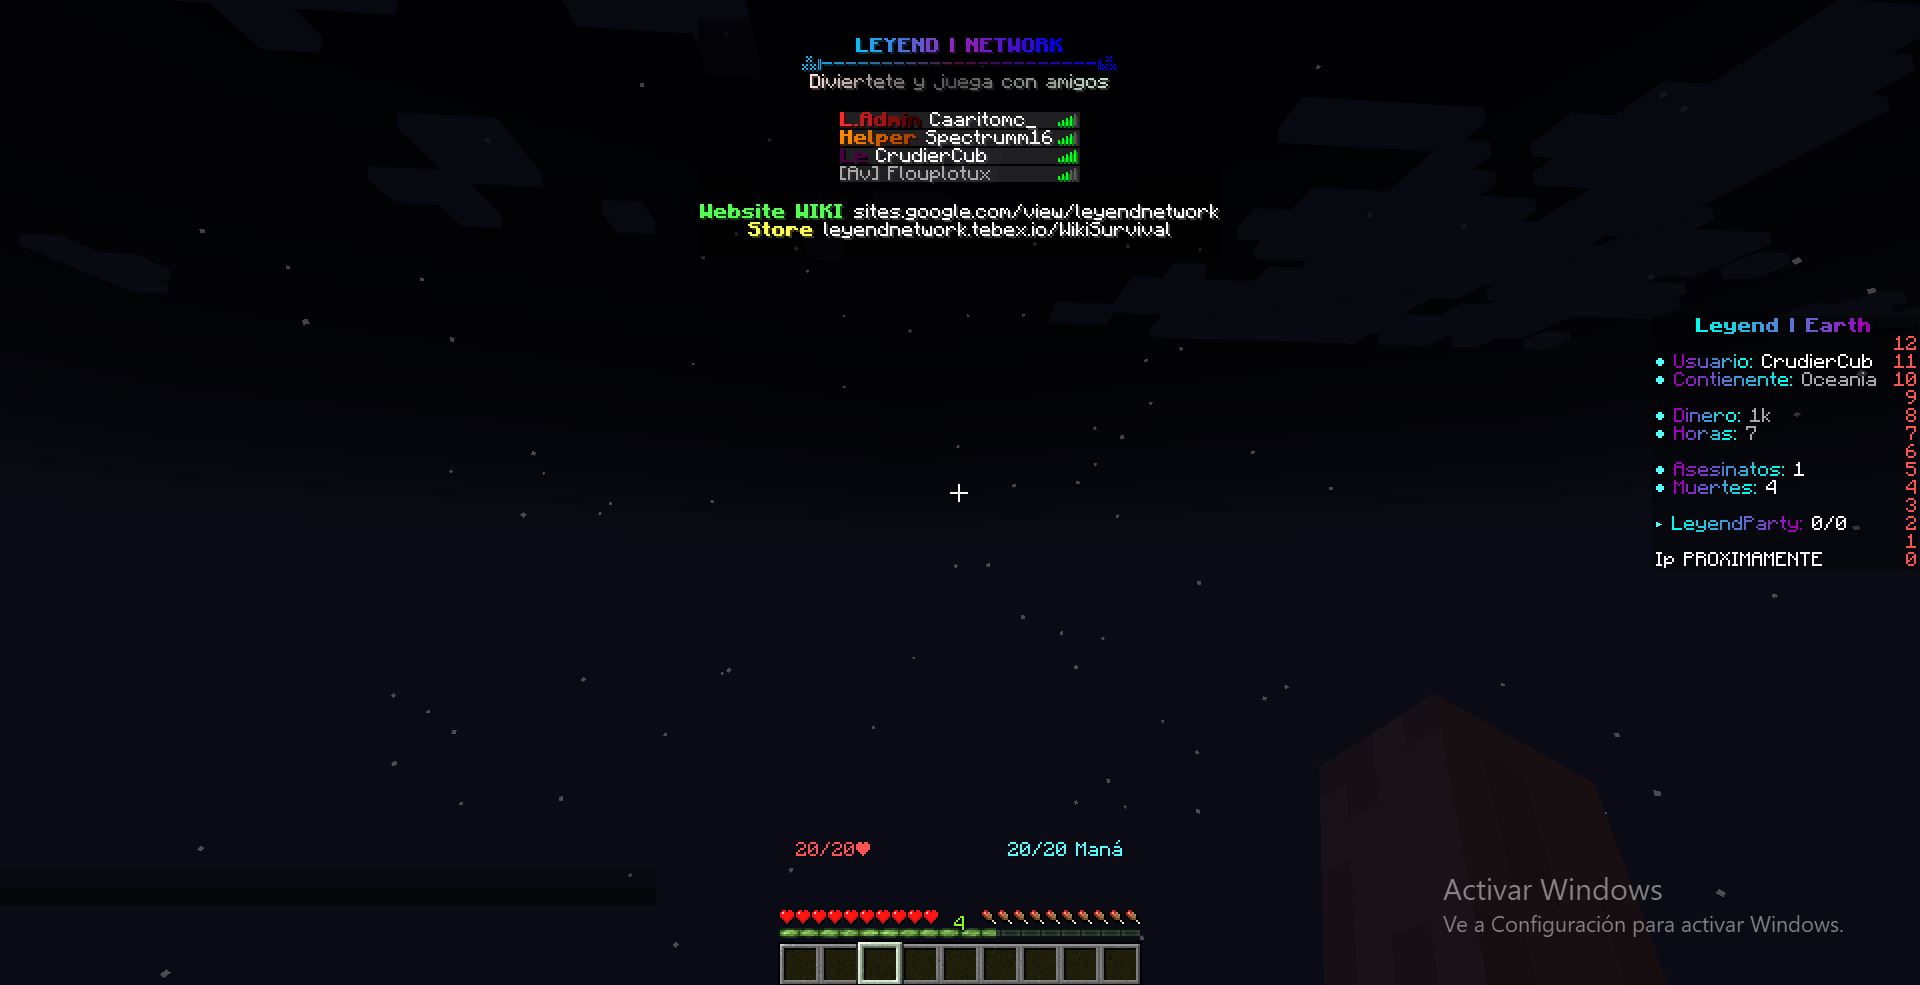 LEYEND | NETWORK
Diviertete y juega con amigos
L.Admin Caaritomc_
Helper Spectrumm16
Le CrudierCub
[Av] Flouplotux
Website WIKI sites.google.com/view/leyendnetwork
Store leyendnetwork.tebex.io/WikiSurvival
Leyend | Earth
12
• Usuario: CrudierCub 11
• Contienente: Oceania 10
9
• Dinero: 1k 8
• Horas: 7 7
6
• Asesinatos: 1 5
• Muertes: 4 4
3
▸ LeyendParty: 0/0 2
1
Ip PROXIMAMENTE 0
20/20❤ 20/20 Maná
4
Activar Windows
Ve a Configuración para activar Windows.